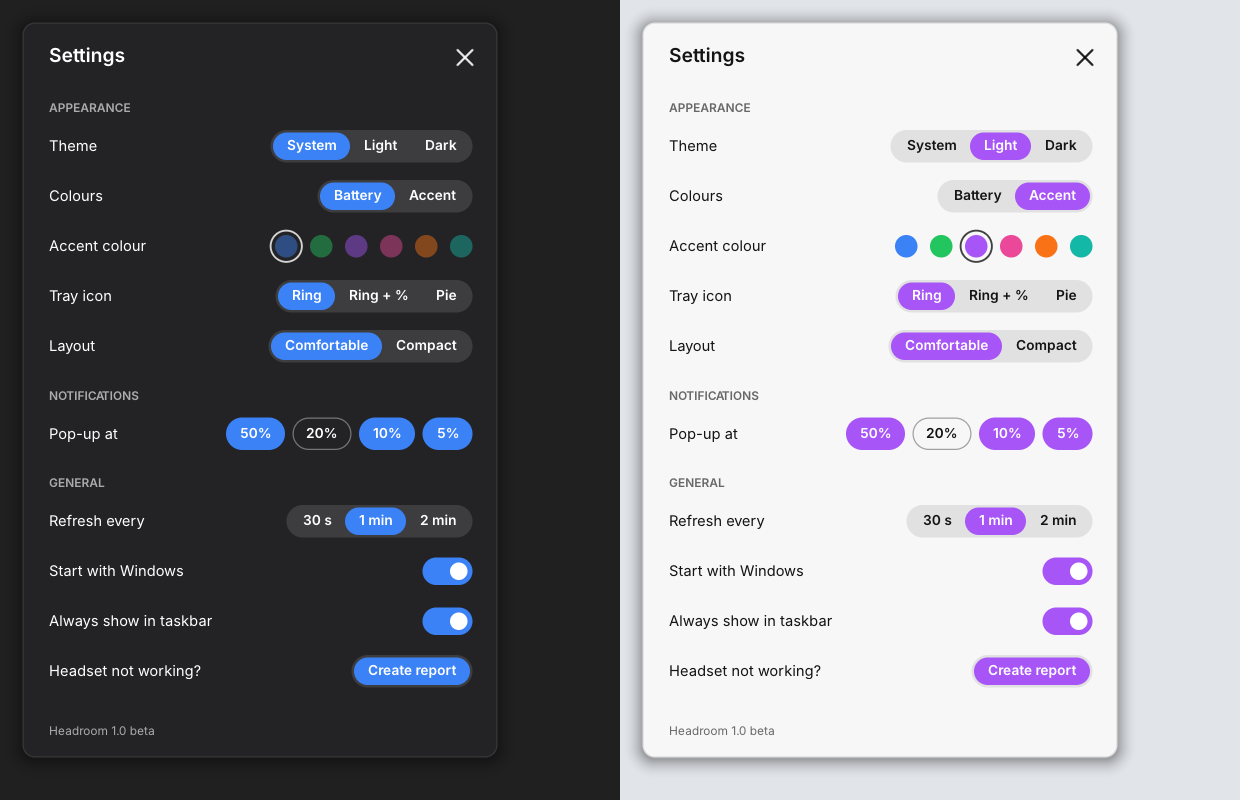 Settings
APPEARANCE
Theme System Light Dark
Colours Battery Accent
Accent colour
Tray icon Ring Ring + % Pie
Layout Comfortable Compact
NOTIFICATIONS
Pop-up at 50% 20% 10% 5%
GENERAL
Refresh every 30 s 1 min 2 min
Start with Windows
Always show in taskbar
Headset not working? Create report
Headroom 1.0 beta
Settings
APPEARANCE
Theme System Light Dark
Colours Battery Accent
Accent colour
Tray icon Ring Ring + % Pie
Layout Comfortable Compact
NOTIFICATIONS
Pop-up at 50% 20% 10% 5%
GENERAL
Refresh every 30 s 1 min 2 min
Start with Windows
Always show in taskbar
Headset not working? Create report
Headroom 1.0 beta